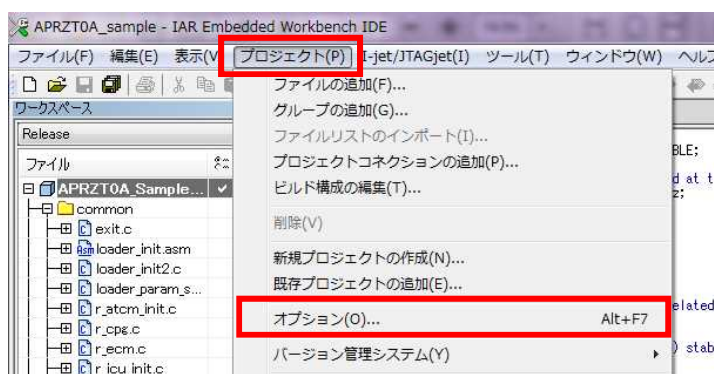 APRZT0A_sample - IAR Embedded Workbench IDE
ファイル(F) 編集(E) 表示(V プロジェクト(P) I-jet/JTAGjet(I) ツール(T) ウィンドウ(W) ヘルプ
ワークスペース
Release
ファイル
APRZT0A_Sample...
common
exit.c
loader_init.asm
loader_init2.c
loader_param_s...
r_atcm_init.c
r_cpg.c
r_ecm.c
r_icu_init.c
ファイルの追加(F)...
グループの追加(G)...
ファイルリストのインポート(I)...
プロジェクトコネクションの追加(P)...
ビルド構成の編集(T)...
削除(V)
新規プロジェクトの作成(N)...
既存プロジェクトの追加(E)...
オプション(O)... Alt+F7
バージョン管理システム(Y)
BLE;
d at t
z;
elated
) stab